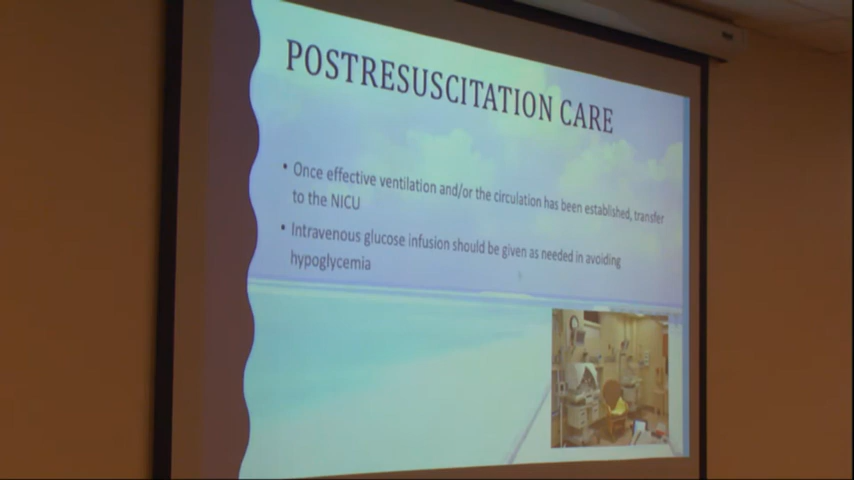 POSTRESUSCITATION CARE
• Once effective ventilation and/or the circulation has been established, transfer
to the NICU
• Intravenous glucose infusion should be given as needed in avoiding
hypoglycemia